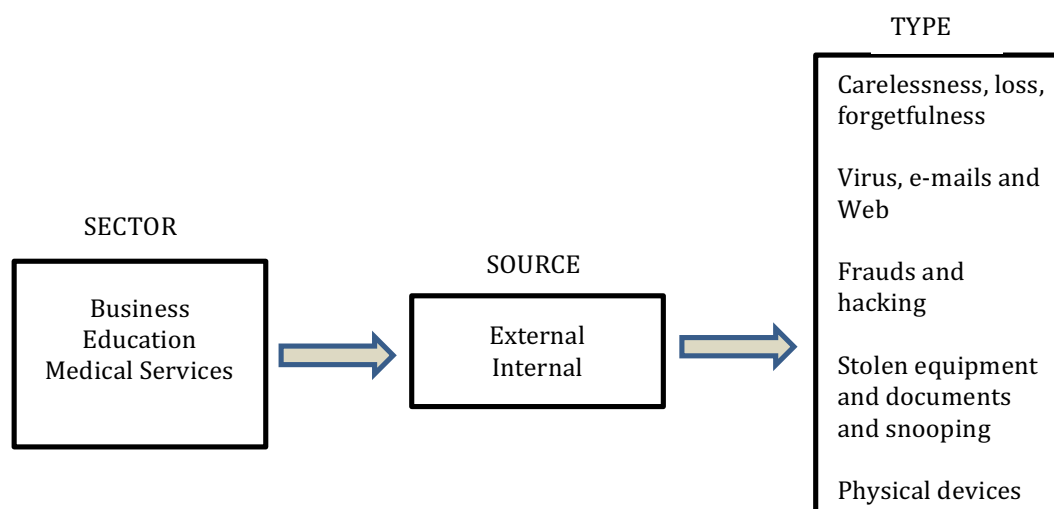 SECTOR
Business
Education
Medical Services
SOURCE
External
Internal
TYPE
Carelessness, loss,
forgetfulness
Virus, e-mails and
Web
Frauds and
hacking
Stolen equipment
and documents
and snooping
Physical devices